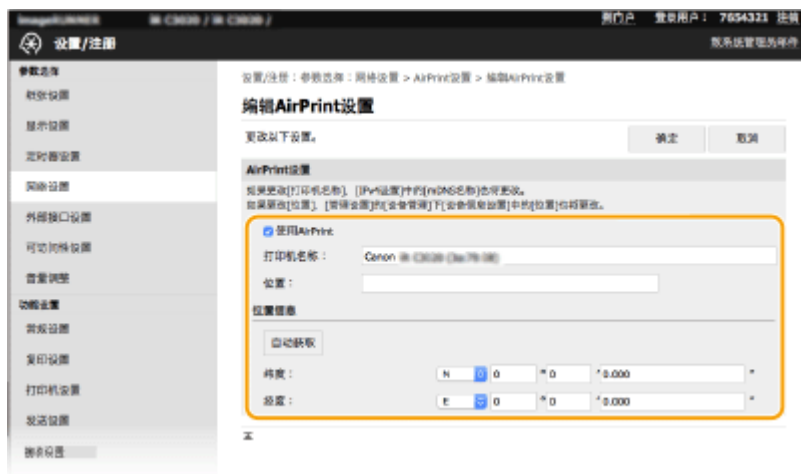 imageRUNNER iR C3020 / iR C3020 /
到门户 登录用户： 7654321 注销
设置/注册
致系统管理员邮件
参数选择
纸张设置
显示设置
定时器设置
网络设置
外部接口设置
可访问性设置
音量调整
功能设置
常规设置
复印设置
打印机设置
发送设置
接收设置
设置/注册：参数选择：网络设置 > AirPrint设置 > 编辑AirPrint设置
编辑AirPrint设置
更改以下设置。
确定 取消
AirPrint设置
如果更改[打印机名称]，[IPv4设置]中的[mDNS名称]也将更改。
如果更改[位置]，[管理设置]的[设备管理]下[设备信息设置]中的[位置]也将更改。
使用AirPrint
打印机名称： Canon iR C3020
位置：
位置信息
自动获取
纬度： N 0 ° 0 ' 0.000 "
经度： E 0 ° 0 ' 0.000 "